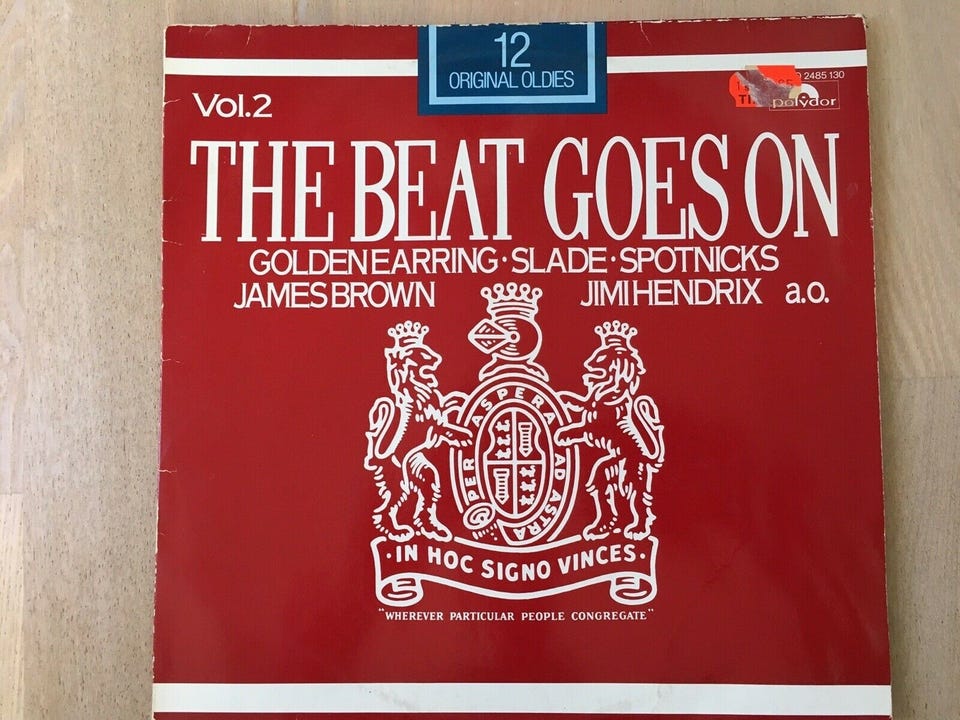 12
ORIGINAL OLDIES
2485 130
polydor
Vol.2
THE BEAT GOES ON
GOLDEN EARRING · SLADE · SPOTNICKS
JAMES BROWN JIMI HENDRIX a.o.
PER ASPERA AD ASTRA
· IN HOC SIGNO VINCES ·
"WHEREVER PARTICULAR PEOPLE CONGREGATE"